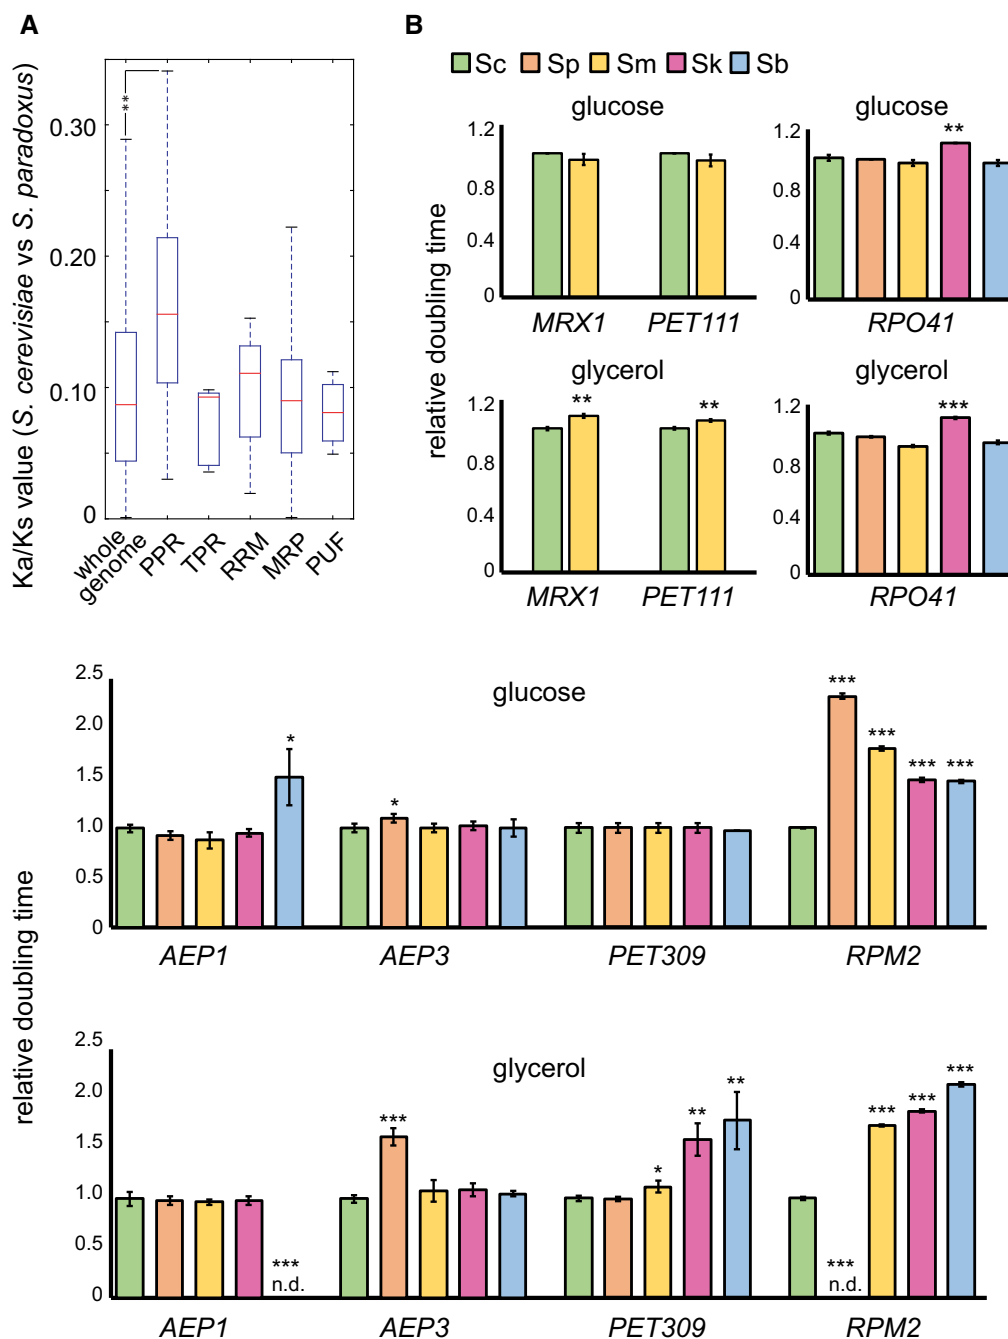 A
Ka/Ks value (S. cerevisiae vs S. paradoxus)
0.30
0.20
0.10
0
**
whole genome
PPR
TPR
RRM
MRP
PUF
B
Sc Sp Sm Sk Sb
relative doubling time
glucose
1.2
0.8
0.4
0
MRX1 PET111
glucose
1.2
0.8
0.4
0
**
RPO41
glycerol
1.2
0.8
0.4
0
** **
MRX1 PET111
glycerol
1.2
0.8
0.4
0
***
RPO41
relative doubling time
glucose
2.5
2.0
1.5
1.0
0.5
0
* * *** *** *** ***
AEP1 AEP3 PET309 RPM2
glycerol
2.5
2.0
1.5
1.0
0.5
0
*** n.d. *** * ** ** *** n.d. *** *** ***
AEP1 AEP3 PET309 RPM2